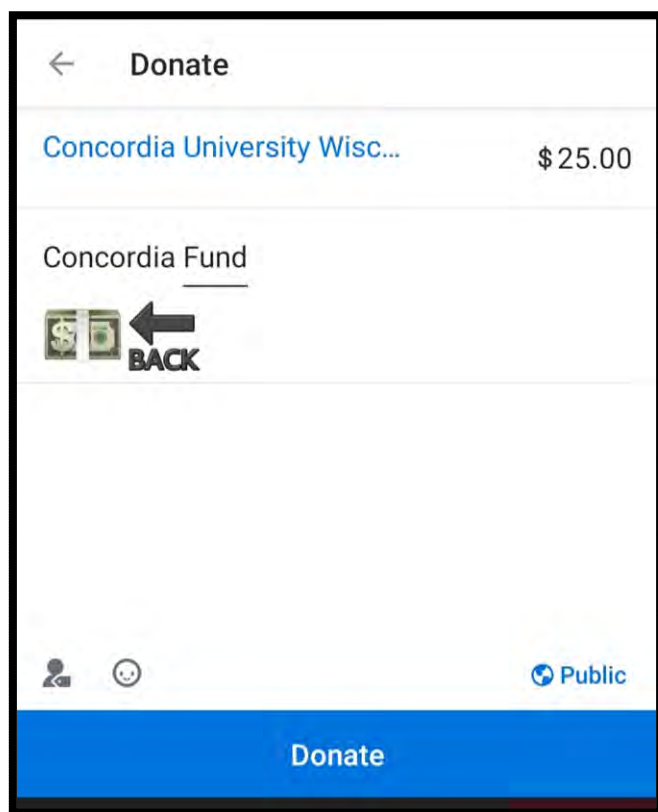 Donate
Concordia University Wisc... $25.00
Concordia Fund
BACK
Public
Donate